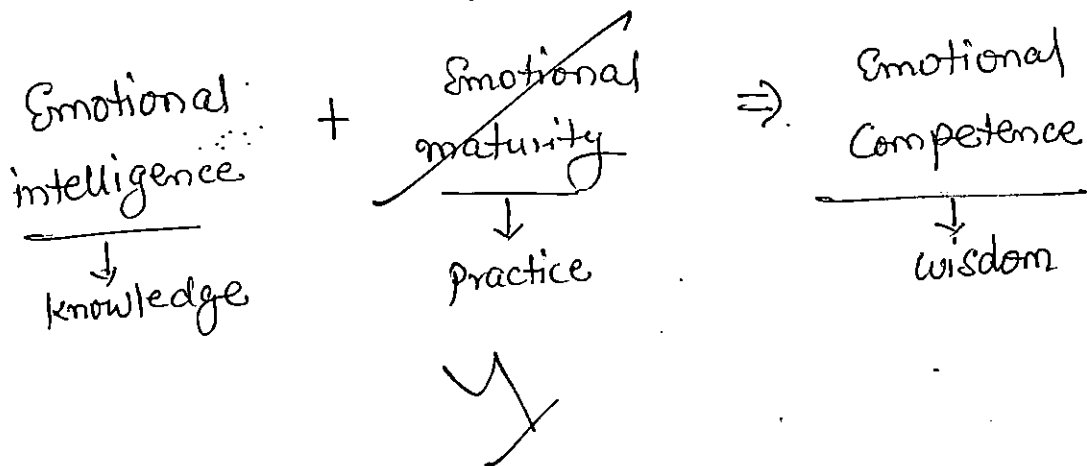 Emotional intelligence + Emotional maturity ⇒ Emotional Competence
↓ ↓ ↓
knowledge practice wisdom